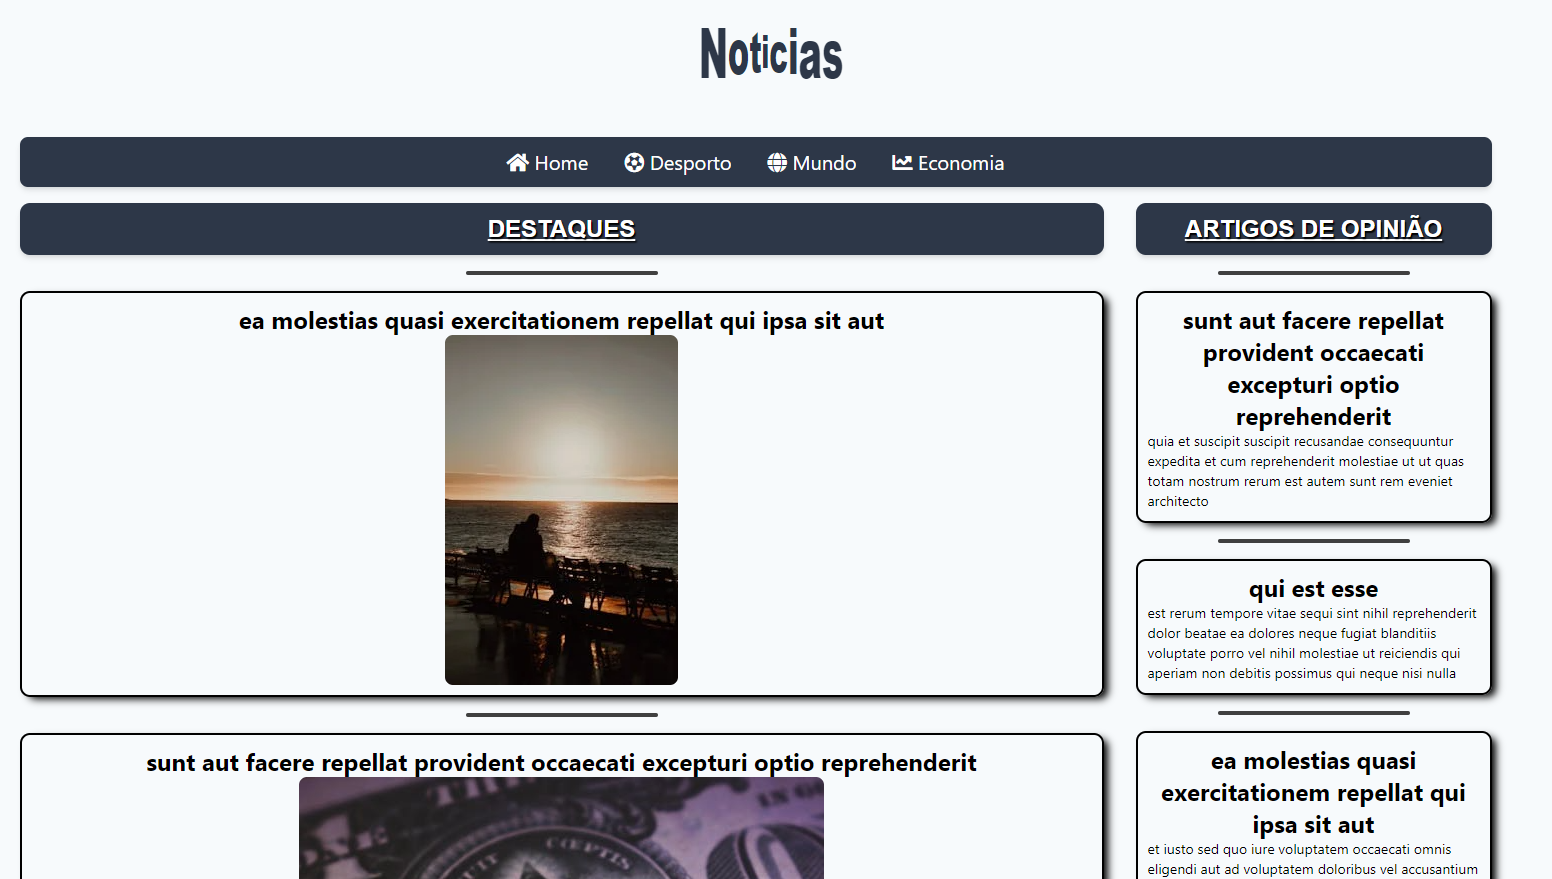 Noticias
Home Desporto Mundo Economia
DESTAQUES
ea molestias quasi exercitationem repellat qui ipsa sit aut
sunt aut facere repellat provident occaecati excepturi optio reprehenderit
IN GO
CŒPTIS
ARTIGOS DE OPINIÃO
sunt aut facere repellat
provident occaecati
excepturi optio
reprehenderit
quia et suscipit suscipit recusandae consequuntur
expedita et cum reprehenderit molestiae ut ut quas
totam nostrum rerum est autem sunt rem eveniet
architecto
qui est esse
est rerum tempore vitae sequi sint nihil reprehenderit
dolor beatae ea dolores neque fugiat blanditiis
voluptate porro vel nihil molestiae ut reiciendis qui
aperiam non debitis possimus qui neque nisi nulla
ea molestias quasi
exercitationem repellat qui
ipsa sit aut
et iusto sed quo iure voluptatem occaecati omnis
eligendi aut ad voluptatem doloribus vel accusantium